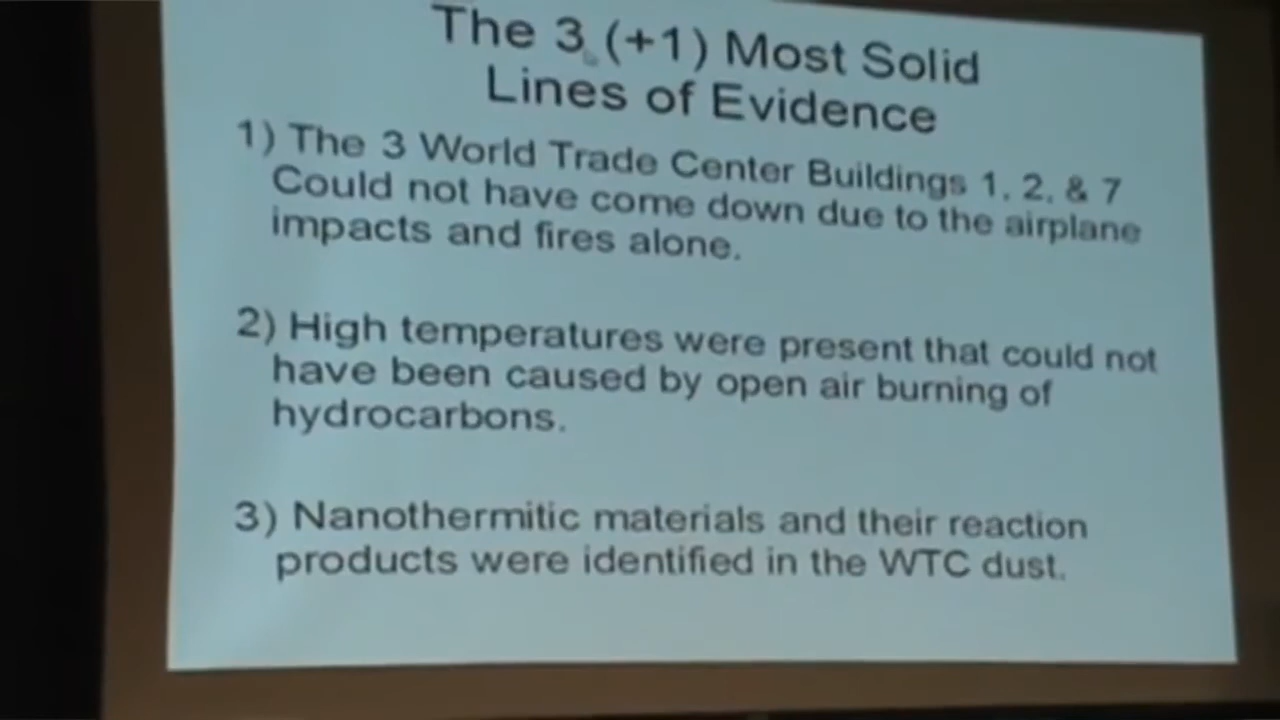 The 3 (+1) Most Solid
Lines of Evidence
1) The 3 World Trade Center Buildings 1, 2, & 7
Could not have come down due to the airplane
impacts and fires alone.
2) High temperatures were present that could not
have been caused by open air burning of
hydrocarbons.
3) Nanothermitic materials and their reaction
products were identified in the WTC dust.